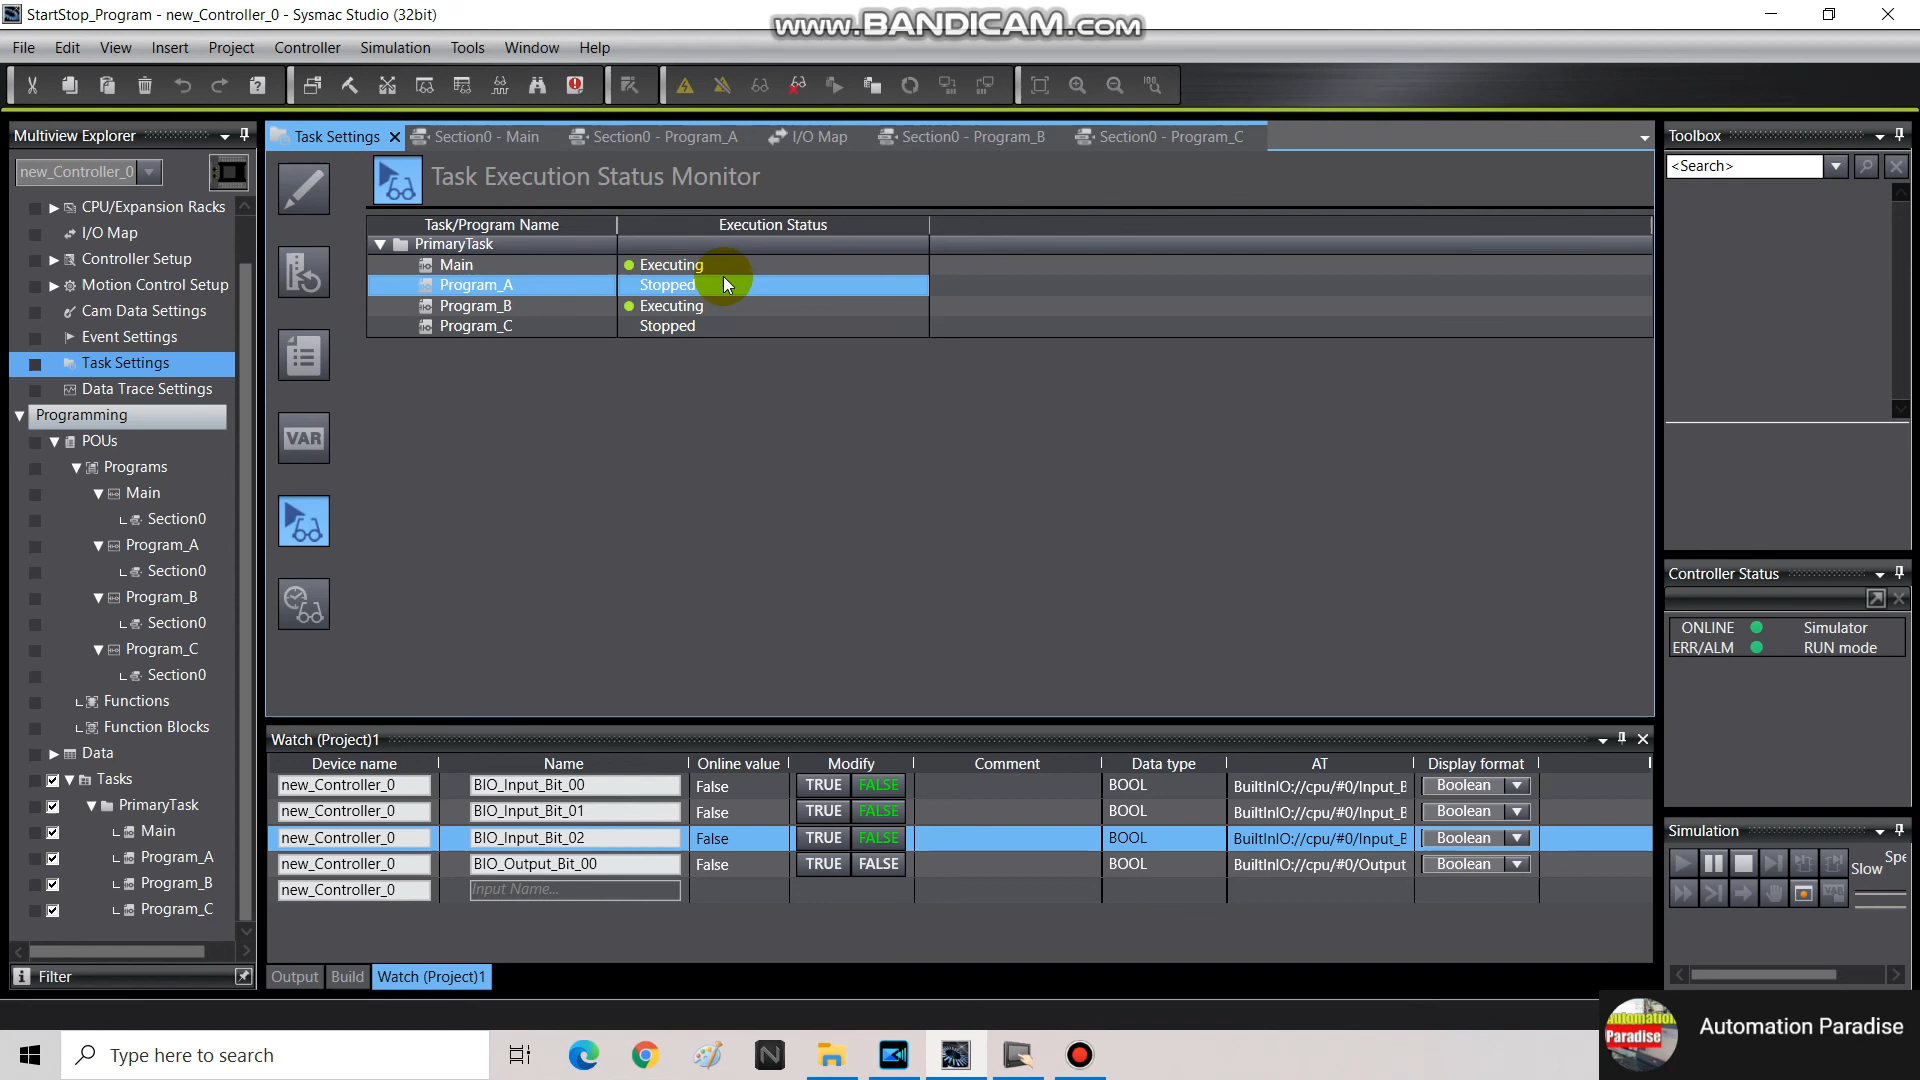 StartStop_Program - new_Controller_0 - Sysmac Studio (32bit)
www.BANDICAM.com
File Edit View Insert Project Controller Simulation Tools Window Help
Multiview Explorer
new_Controller_0
CPU/Expansion Racks
I/O Map
Controller Setup
Motion Control Setup
Cam Data Settings
Event Settings
Task Settings
Data Trace Settings
Programming
POUs
Programs
Main
Section0
Program_A
Section0
Program_B
Section0
Program_C
Section0
Functions
Function Blocks
Data
Tasks
PrimaryTask
Main
Program_A
Program_B
Program_C
Filter
Task Settings Section0 - Main Section0 - Program_A I/O Map Section0 - Program_B Section0 - Program_C
VAR
Task Execution Status Monitor
Task/Program Name Execution Status
PrimaryTask
Main Executing
Program_A Stopped
Program_B Executing
Program_C Stopped
Watch (Project)1
Device name Name Online value Modify Comment Data type AT Display format
new_Controller_0 BIO_Input_Bit_00 False TRUE FALSE BOOL BuiltInIO://cpu/#0/Input_B Boolean
new_Controller_0 BIO_Input_Bit_01 False TRUE FALSE BOOL BuiltInIO://cpu/#0/Input_B Boolean
new_Controller_0 BIO_Input_Bit_02 False TRUE FALSE BOOL BuiltInIO://cpu/#0/Input_B Boolean
new_Controller_0 BIO_Output_Bit_00 False TRUE FALSE BOOL BuiltInIO://cpu/#0/Output Boolean
new_Controller_0 Input Name...
Output Build Watch (Project)1
Toolbox
<Search>
Controller Status
ONLINE Simulator
ERR/ALM RUN mode
Simulation
Slow Spe
Type here to search
Automation Paradise
Automation Paradise